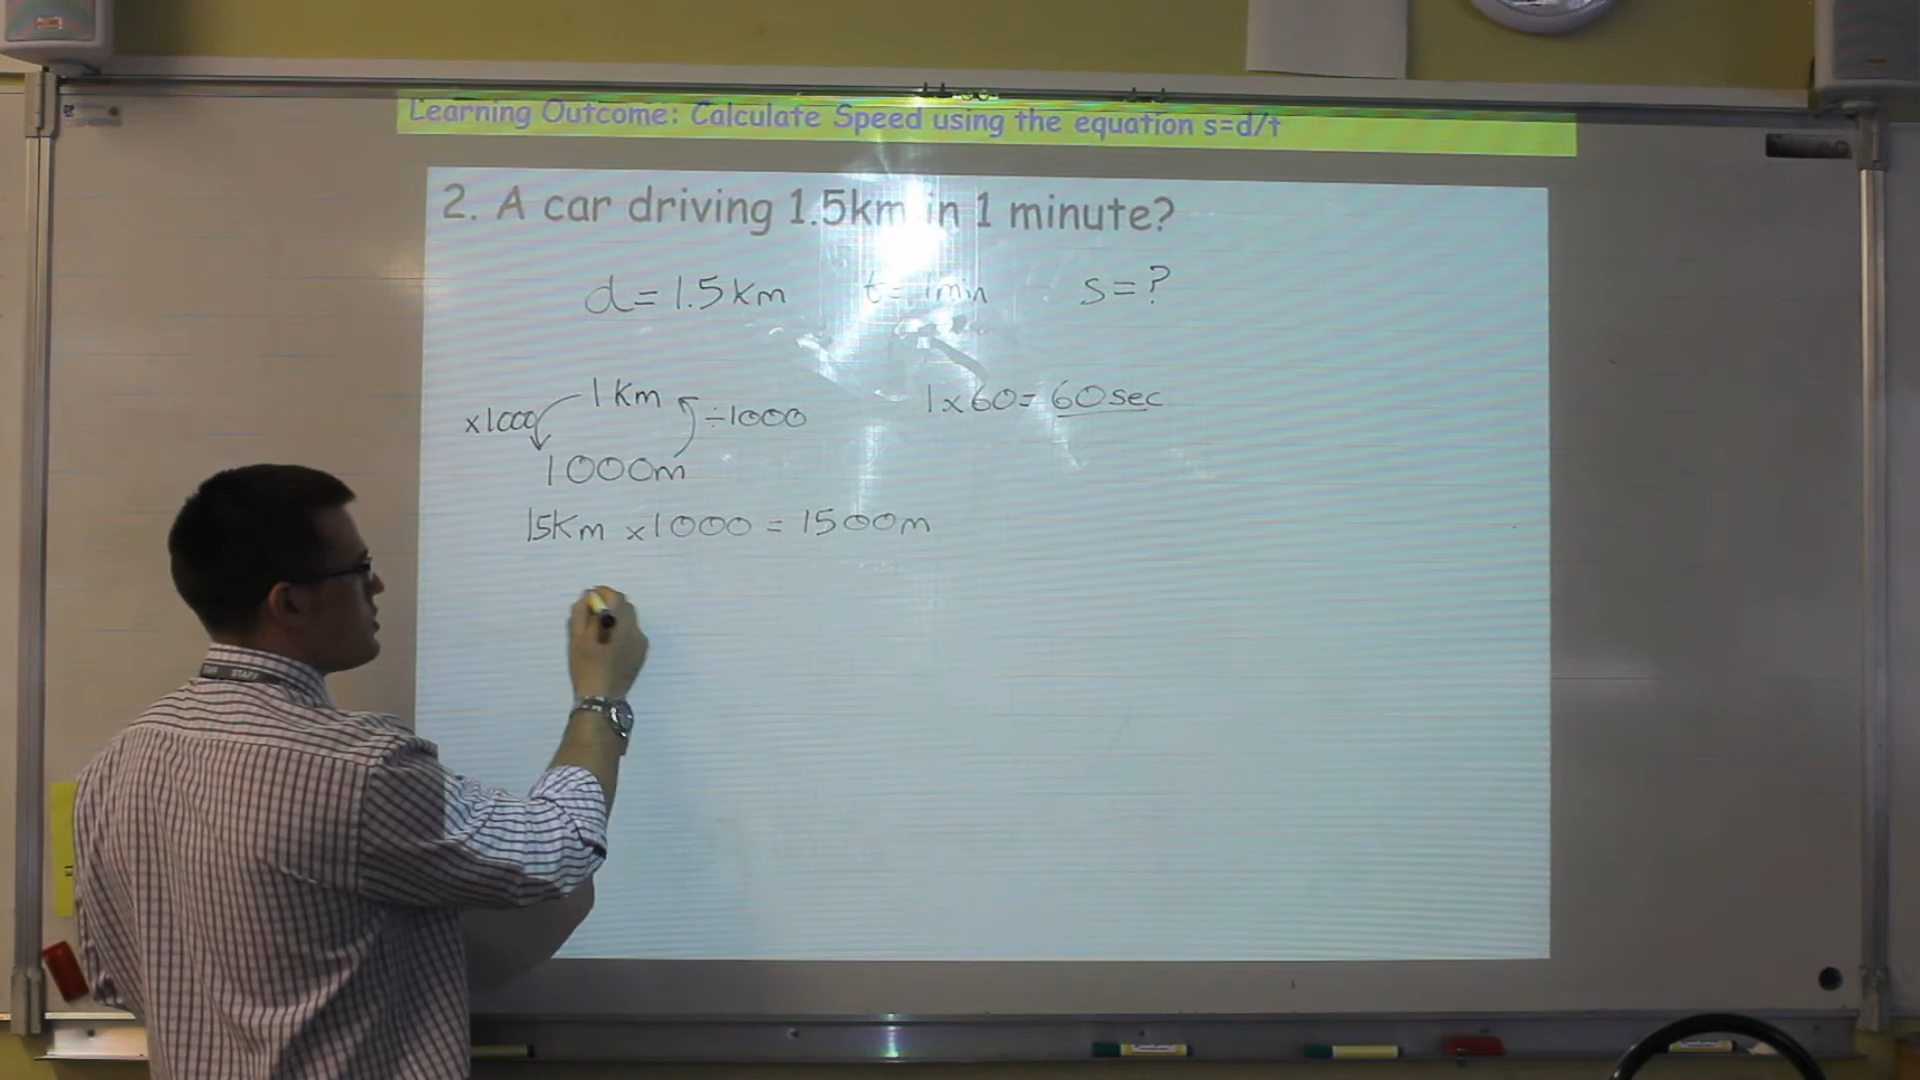 Learning Outcome: Calculate Speed using the equation s=d/t
2. A car driving 1.5km in 1 minute?
d=1.5km t=1min s=?
1km
x1000 ÷1000 1x60=60sec
1000m
15Km x1000 = 1500m
STAFF